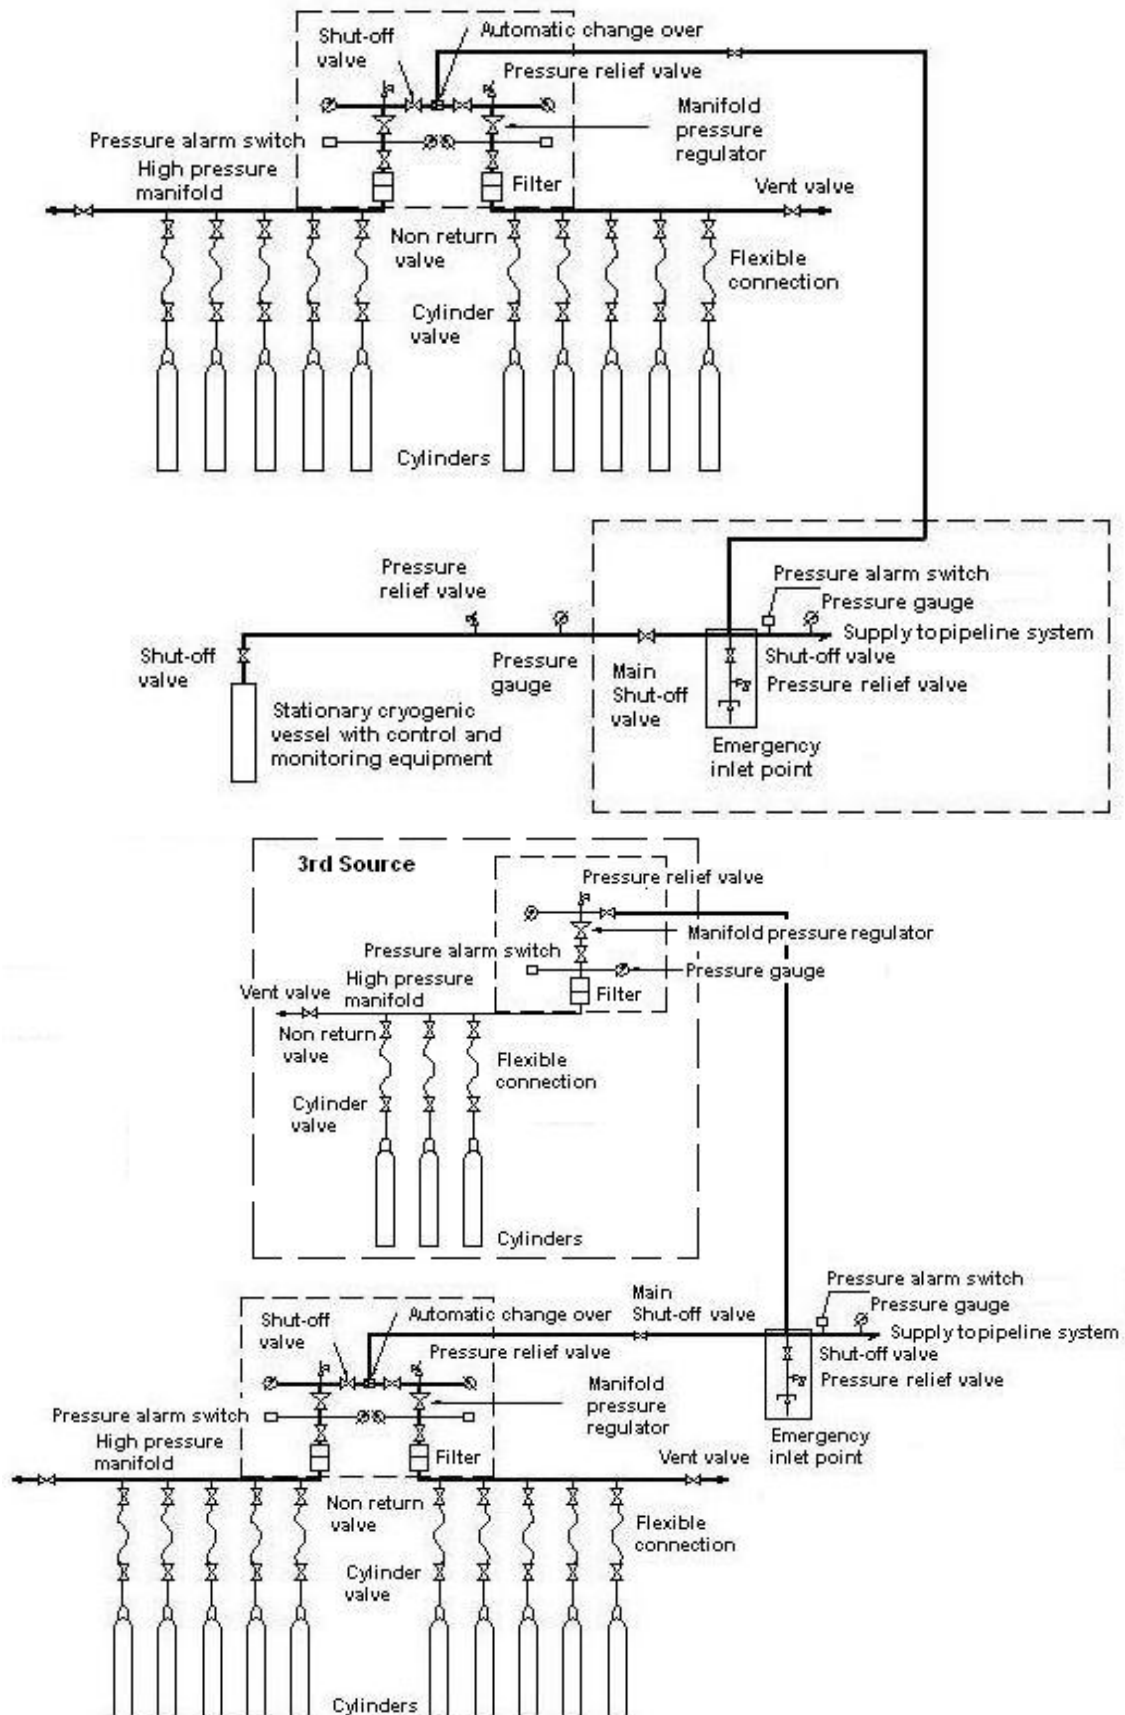 Shut-off
valve
Automatic change over
Pressure relief valve
Manifold
pressure
regulator
Pressure alarm switch
High pressure
manifold
Filter
Vent valve
Non return
valve
Flexible
connection
Cylinder
valve
Cylinders
Pressure
relief valve
Pressure alarm switch
Pressure gauge
Supply to pipeline system
Shut-off
valve
Pressure
gauge
Main
Shut-off
valve
Shut-off valve
Pressure relief valve
Stationary cryogenic
vessel with control and
monitoring equipment
Emergency
inlet point
3rd Source
Pressure relief valve
Manifold pressure regulator
Pressure alarm switch
Pressure gauge
High pressure
manifold
Vent valve
Filter
Non return
valve
Flexible
connection
Cylinder
valve
Cylinders
Main
Shut-off valve
Pressure alarm switch
Pressure gauge
Supply to pipeline system
Shut-off valve
Pressure relief valve
Emergency
inlet point
Shut-off
valve
Automatic change over
Pressure relief valve
Manifold
pressure
regulator
Pressure alarm switch
High pressure
manifold
Filter
Vent valve
Non return
valve
Flexible
connection
Cylinder
valve
Cylinders